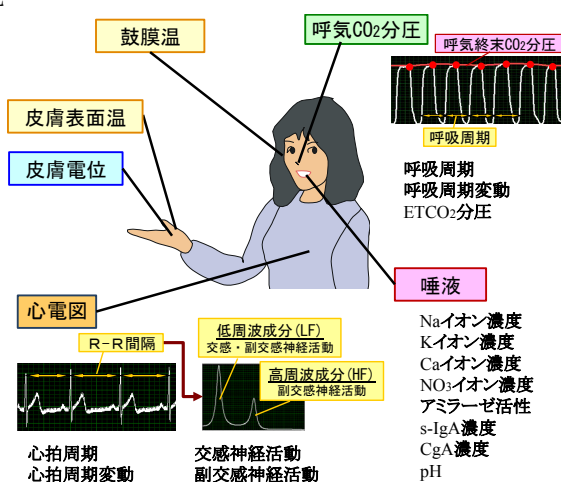 鼓膜温
呼気CO2分圧
呼気終末CO2分圧
呼吸周期
皮膚表面温
皮膚電位
呼吸周期
呼吸周期変動
ETCO2分圧
唾液
Naイオン濃度
Kイオン濃度
Caイオン濃度
NO3イオン濃度
アミラーゼ活性
s-IgA濃度
CgA濃度
pH
心電図
R-R間隔
低周波成分(LF)
交感・副交感神経活動
高周波成分(HF)
副交感神経活動
心拍周期
心拍周期変動
交感神経活動
副交感神経活動